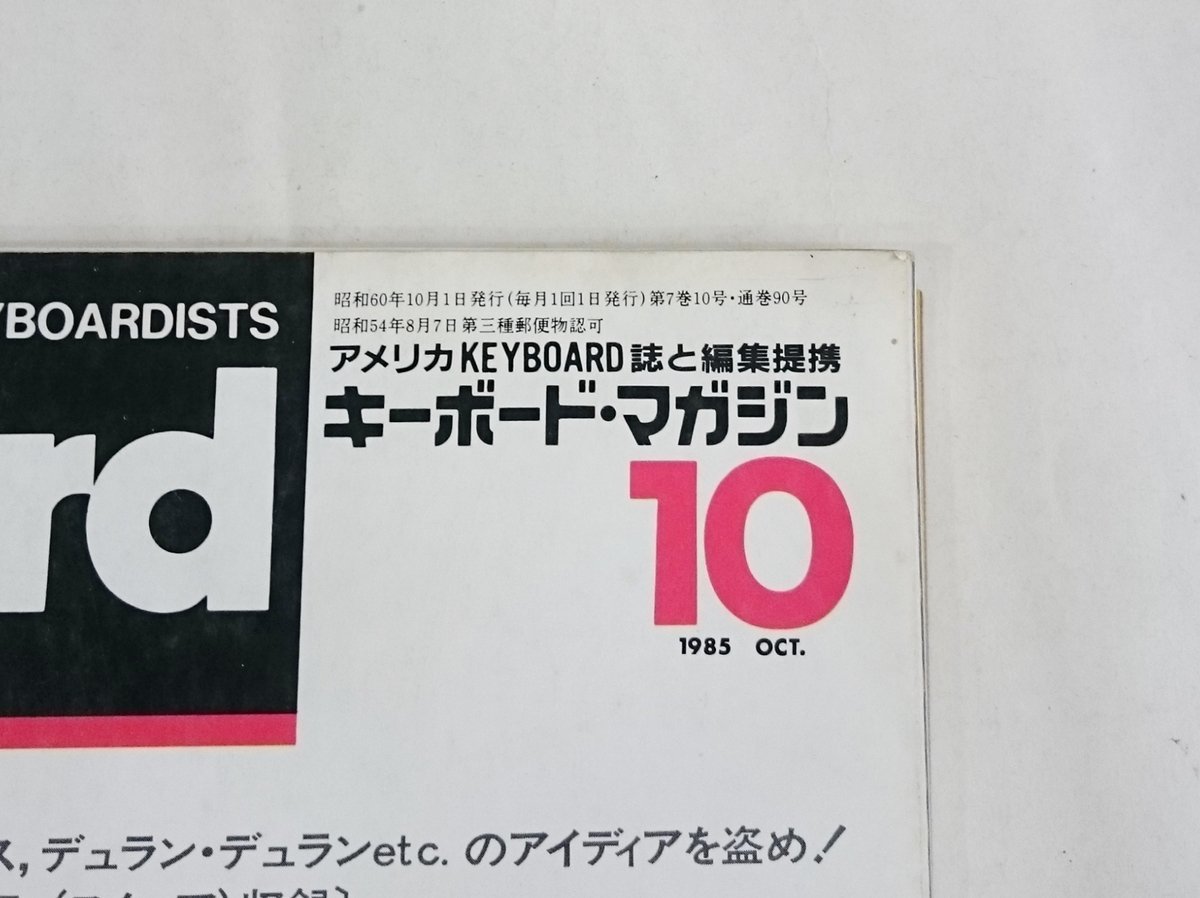 YBOARDISTS
rd
昭和60年10月1日発行(毎月1回1日発行)第7巻10号・通巻90号
昭和54年8月7日第三種郵便物認可
アメリカKEYBOARD誌と編集提携
キーボード・マガジン
10
1985 OCT.
ス,デュラン・デュランetc.のアイディアを盗め!